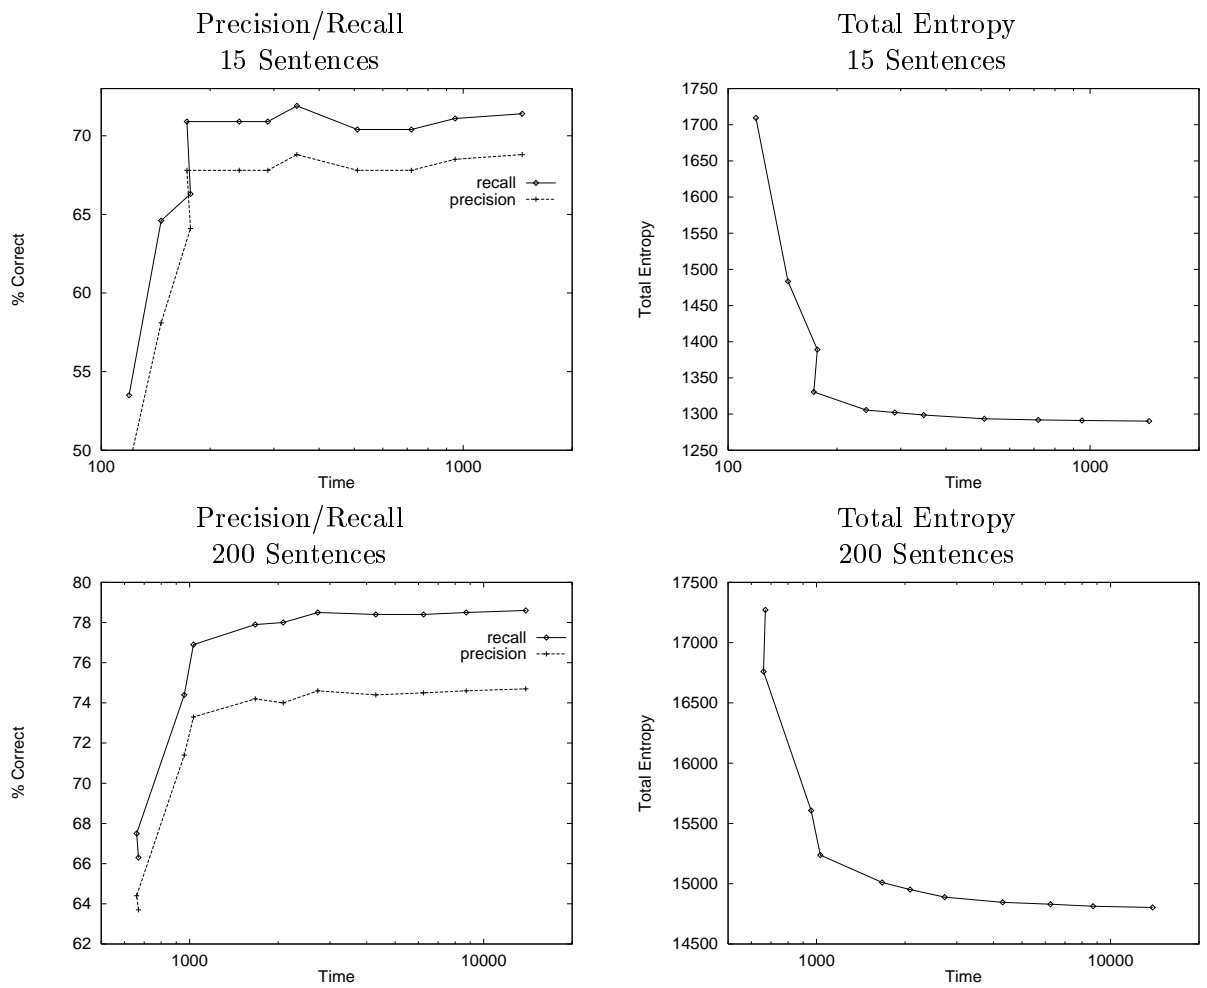 Precision/Recall
15 Sentences
70
65
60
55
50
100
1000
% Correct
Time
recall
precision
Total Entropy
15 Sentences
1750
1700
1650
1600
1550
1500
1450
1400
1350
1300
1250
100
1000
Total Entropy
Time
Precision/Recall
200 Sentences
80
78
76
74
72
70
68
66
64
62
1000
10000
% Correct
Time
recall
precision
Total Entropy
200 Sentences
17500
17000
16500
16000
15500
15000
14500
1000
10000
Total Entropy
Time